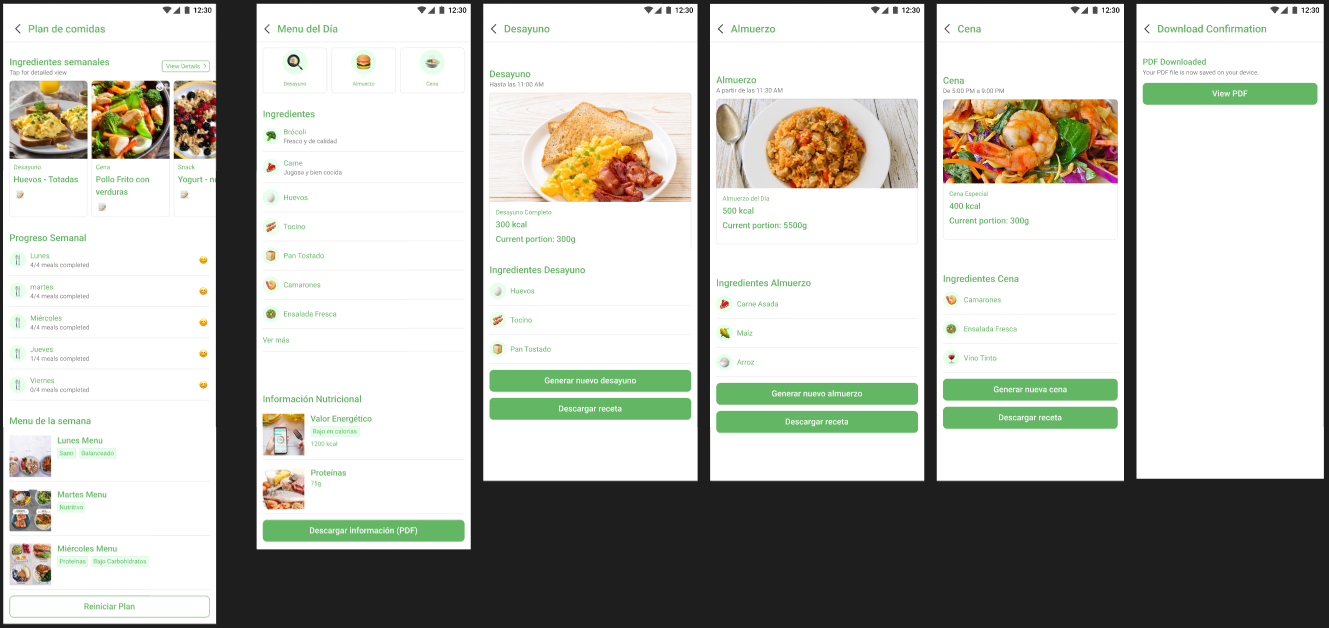 12:30
Plan de comidas
Ingredientes semanales
Tap for detailed view
View Details
Desayuno
Huevos - Totadas
Cena
Pollo Frito con
verduras
Snack
Yogurt - n
Progreso Semanal
Lunes
4/4 meals completed
martes
4/4 meals completed
Miércoles
4/4 meals completed
Jueves
1/4 meals completed
Viernes
0/4 meals completed
Menu de la semana
Lunes Menu
Sano Balanceado
Martes Menu
Nutritivo
Miércoles Menu
Proteinas Bajo Carbohidratos
Reiniciar Plan
12:30
Menu del Día
Desayuno
Almuerzo
Cena
Ingredientes
Brócoli
Fresco y de calidad
Carne
Jugosa y bien cocida
Huevos
Tocino
Pan Tostado
Camarones
Ensalada Fresca
Ver más
Información Nutricional
Valor Energético
Bajo en calorías
1200 kcal
Proteínas
75g
Descargar información (PDF)
12:30
Desayuno
Desayuno
Hasta las 11:00 AM
Desayuno Completo
300 kcal
Current portion: 300g
Ingredientes Desayuno
Huevos
Tocino
Pan Tostado
Generar nuevo desayuno
Descargar receta
12:30
Almuerzo
Almuerzo
A partir de las 11:30 AM
Almuerzo del Día
500 kcal
Current portion: 5500g
Ingredientes Almuerzo
Carne Asada
Maíz
Arroz
Generar nuevo almuerzo
Descargar receta
12:30
Cena
Cena
De 5:00 PM a 9:00 PM
Cena Especial
400 kcal
Current portion: 300g
Ingredientes Cena
Camarones
Ensalada Fresca
Vino Tinto
Generar nueva cena
Descargar receta
12:30
Download Confirmation
PDF Downloaded
Your PDF file is now saved on your device.
View PDF